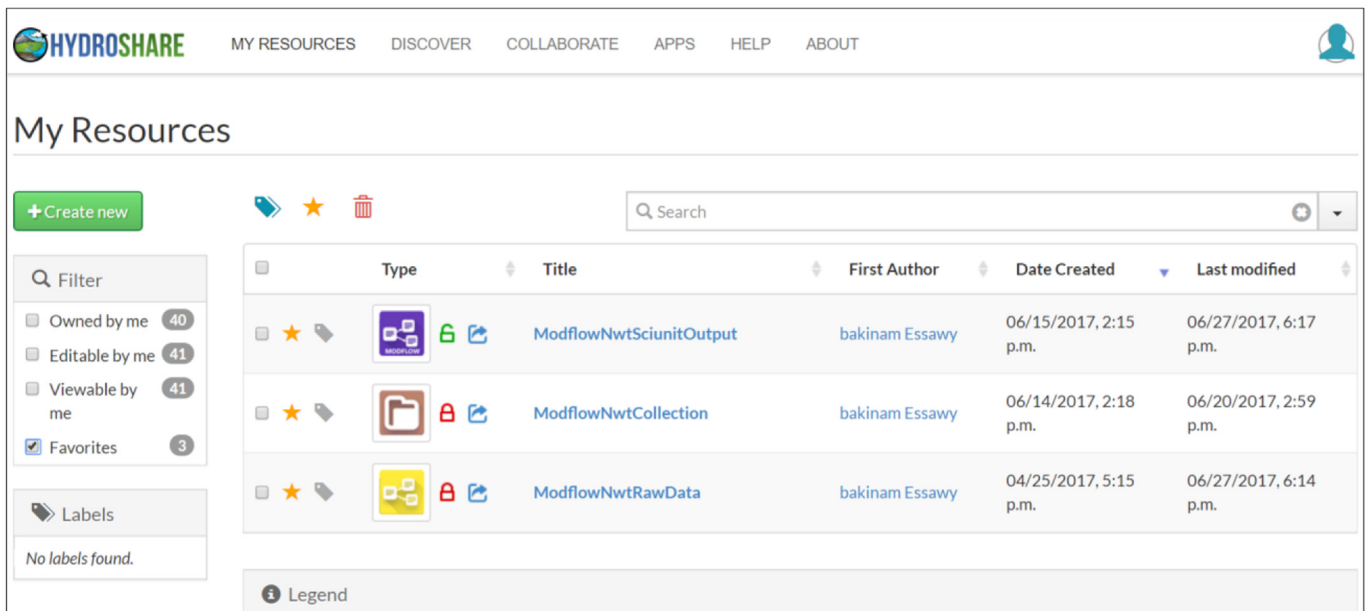 HYDROSHARE MY RESOURCES DISCOVER COLLABORATE APPS HELP ABOUT
My Resources
+Create new
Search
Filter
Owned by me 40
Editable by me 41
Viewable by me 41
Favorites 3
Labels
No labels found.
Type Title First Author Date Created Last modified
MODFLOW ModflowNwtSciunitOutput bakinam Essawy 06/15/2017, 2:15 p.m. 06/27/2017, 6:17 p.m.
ModflowNwtCollection bakinam Essawy 06/14/2017, 2:18 p.m. 06/20/2017, 2:59 p.m.
ModflowNwtRawData bakinam Essawy 04/25/2017, 5:15 p.m. 06/27/2017, 6:14 p.m.
Legend